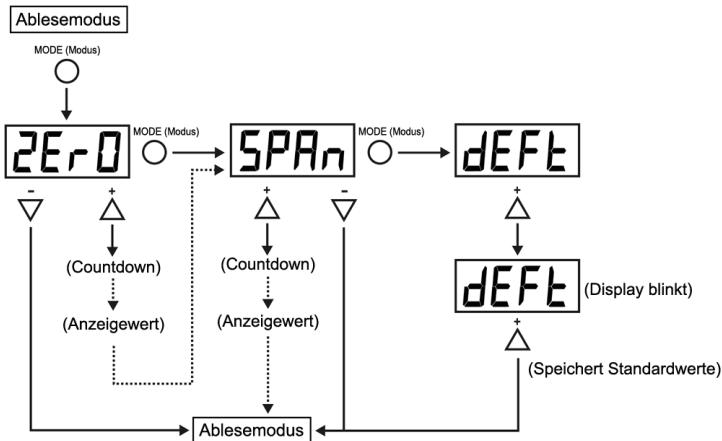 Ablesemodus
MODE (Modus)
ZErO
MODE (Modus)
SPAn
MODE (Modus)
dEFt
- +
+ -
+
(Countdown)
(Countdown)
dEFt
(Display blinkt)
(Anzeigewert)
(Anzeigewert)
+
(Speichert Standardwerte)
Ablesemodus